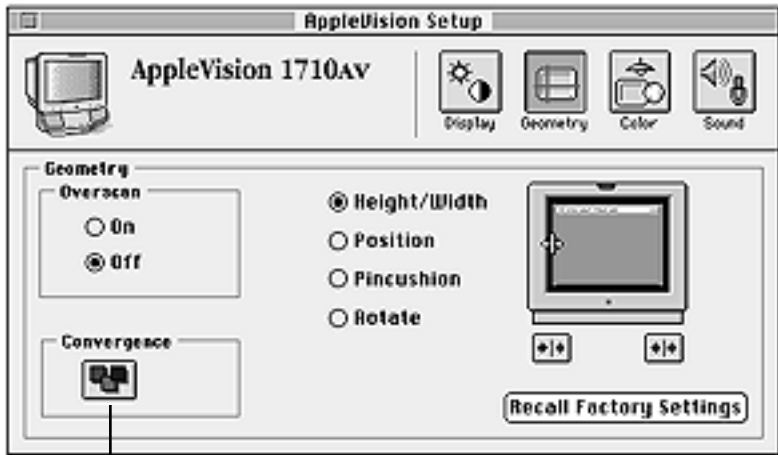 AppleVision Setup
AppleVision 1710AV
Display
Geometry
Color
Sound
Geometry
Overscan
On
Off
Height/Width
Position
Pincushion
Rotate
Convergence
Recall Factory Settings